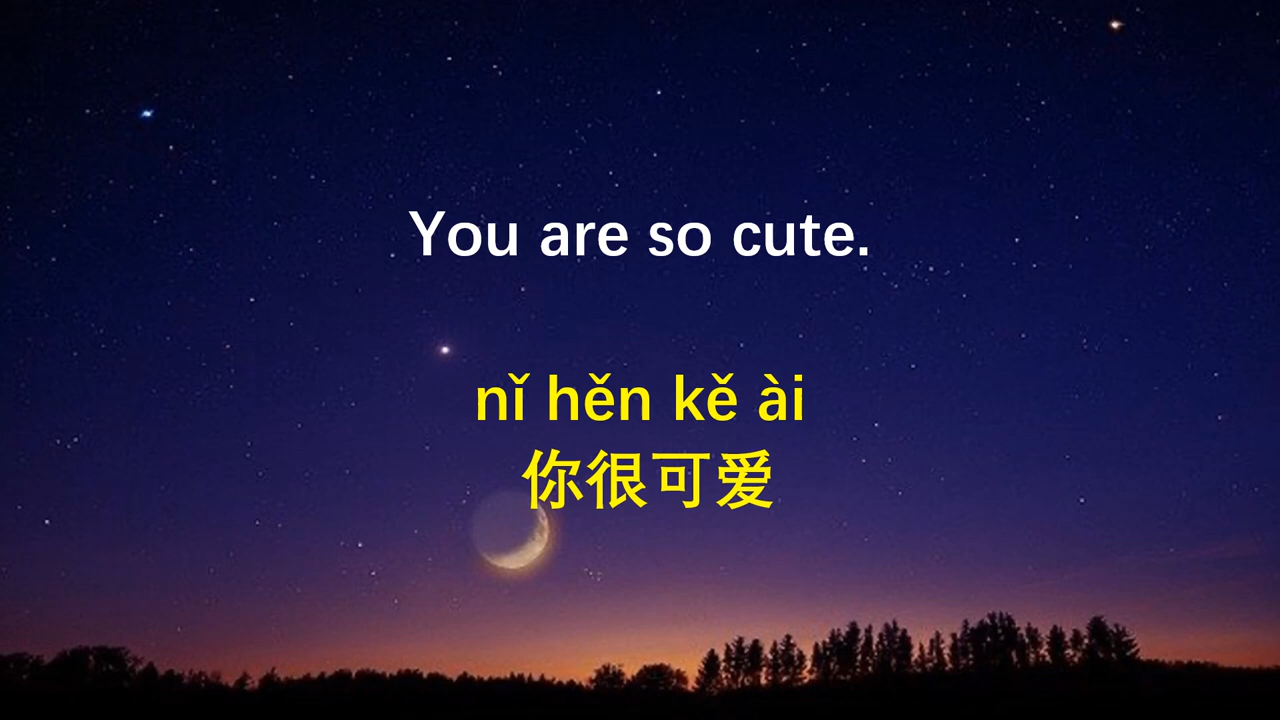 You are so cute.
nǐ hěn kě ài
你很可爱